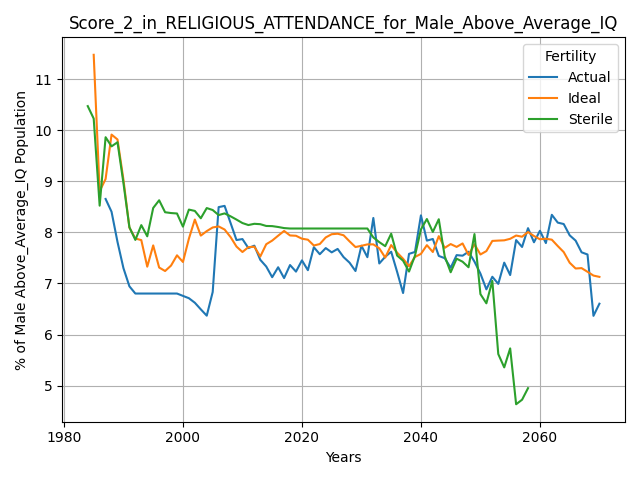 Score_2_in_RELIGIOUS_ATTENDANCE_for_Male_Above_Average_IQ
% of Male Above_Average_IQ Population
11
10
9
8
7
6
5
Fertility
Actual
Ideal
Sterile
1980
2000
2020
2040
2060
Years